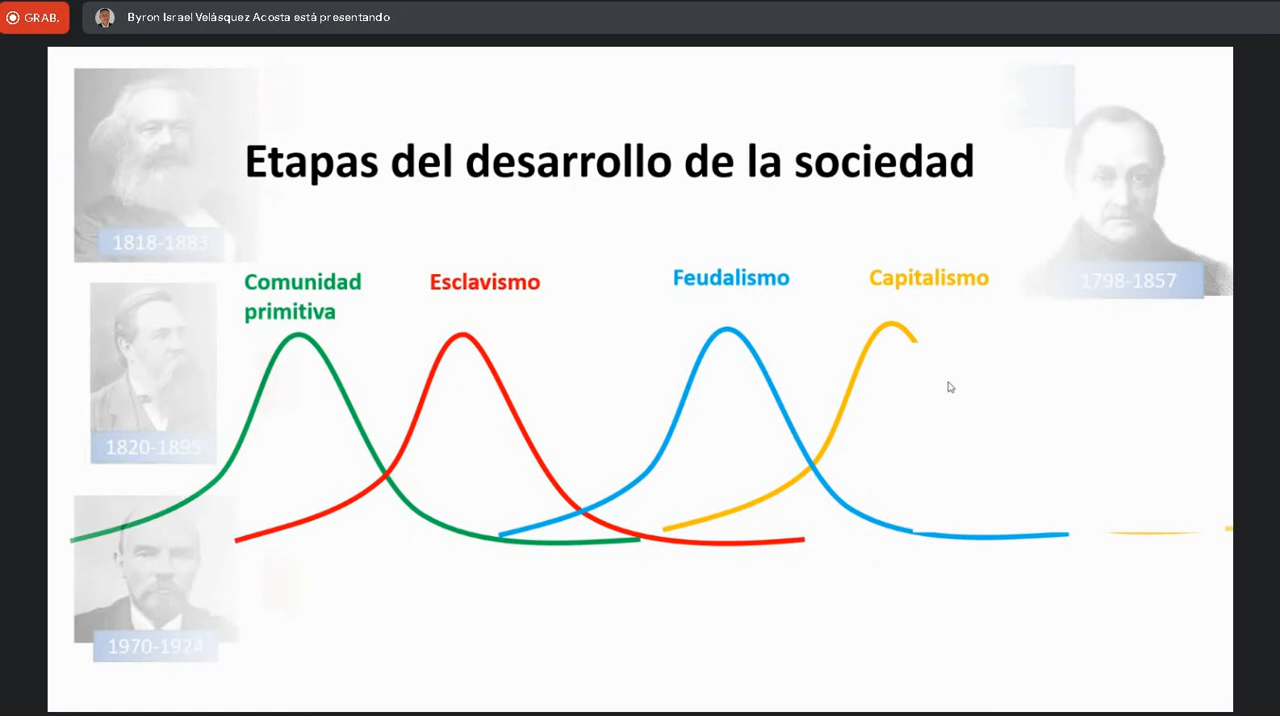 GRAB.
Byron Israel Velásquez Acosta está presentando
Etapas del desarrollo de la sociedad
1818-1883
1798-1857
Comunidad
primitiva
Esclavismo
Feudalismo
Capitalismo
1820-1895
1970-1924